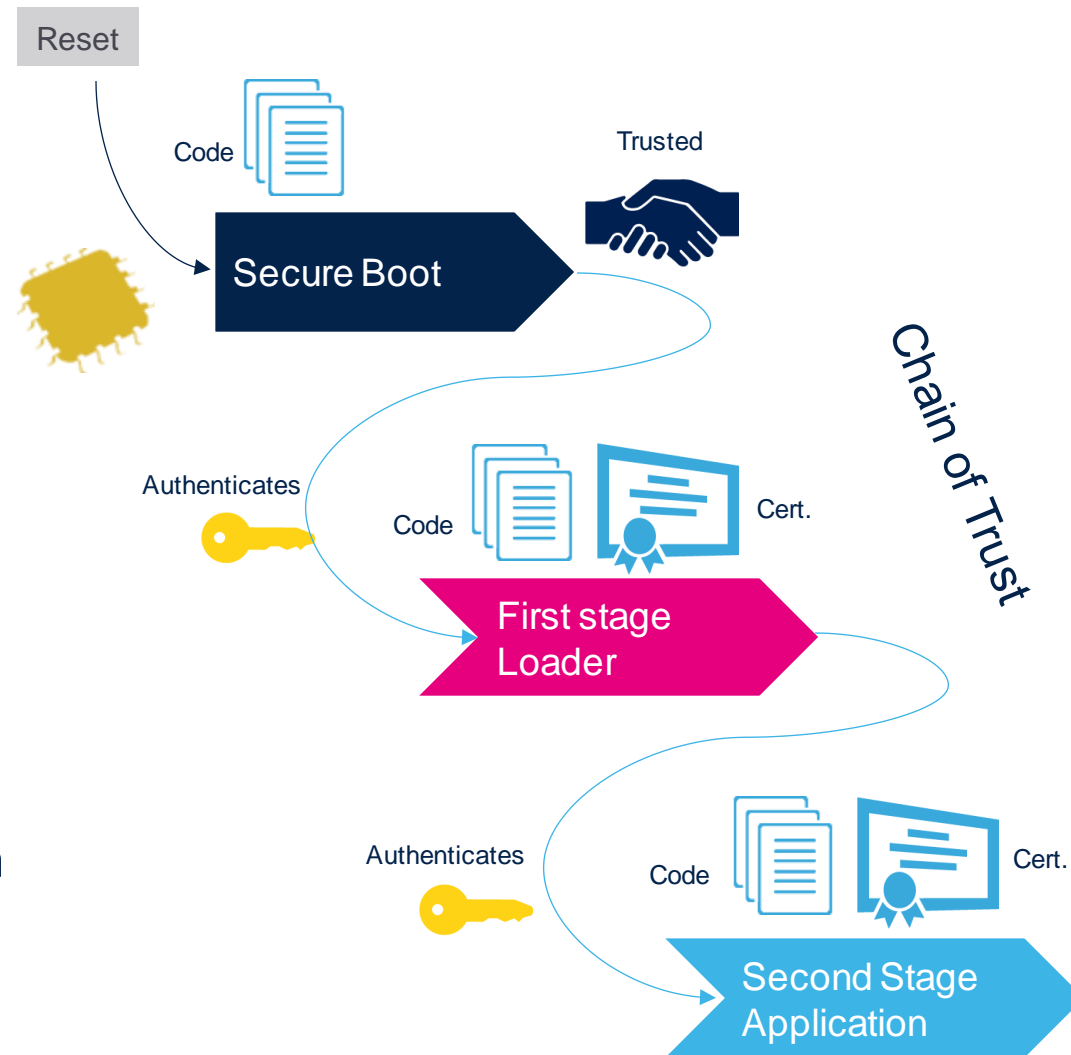 Reset
Code
Trusted
Secure Boot
Chain of Trust
Authenticates
Code
Cert.
First stage
Loader
Authenticates
Code
Cert.
Second Stage
Application